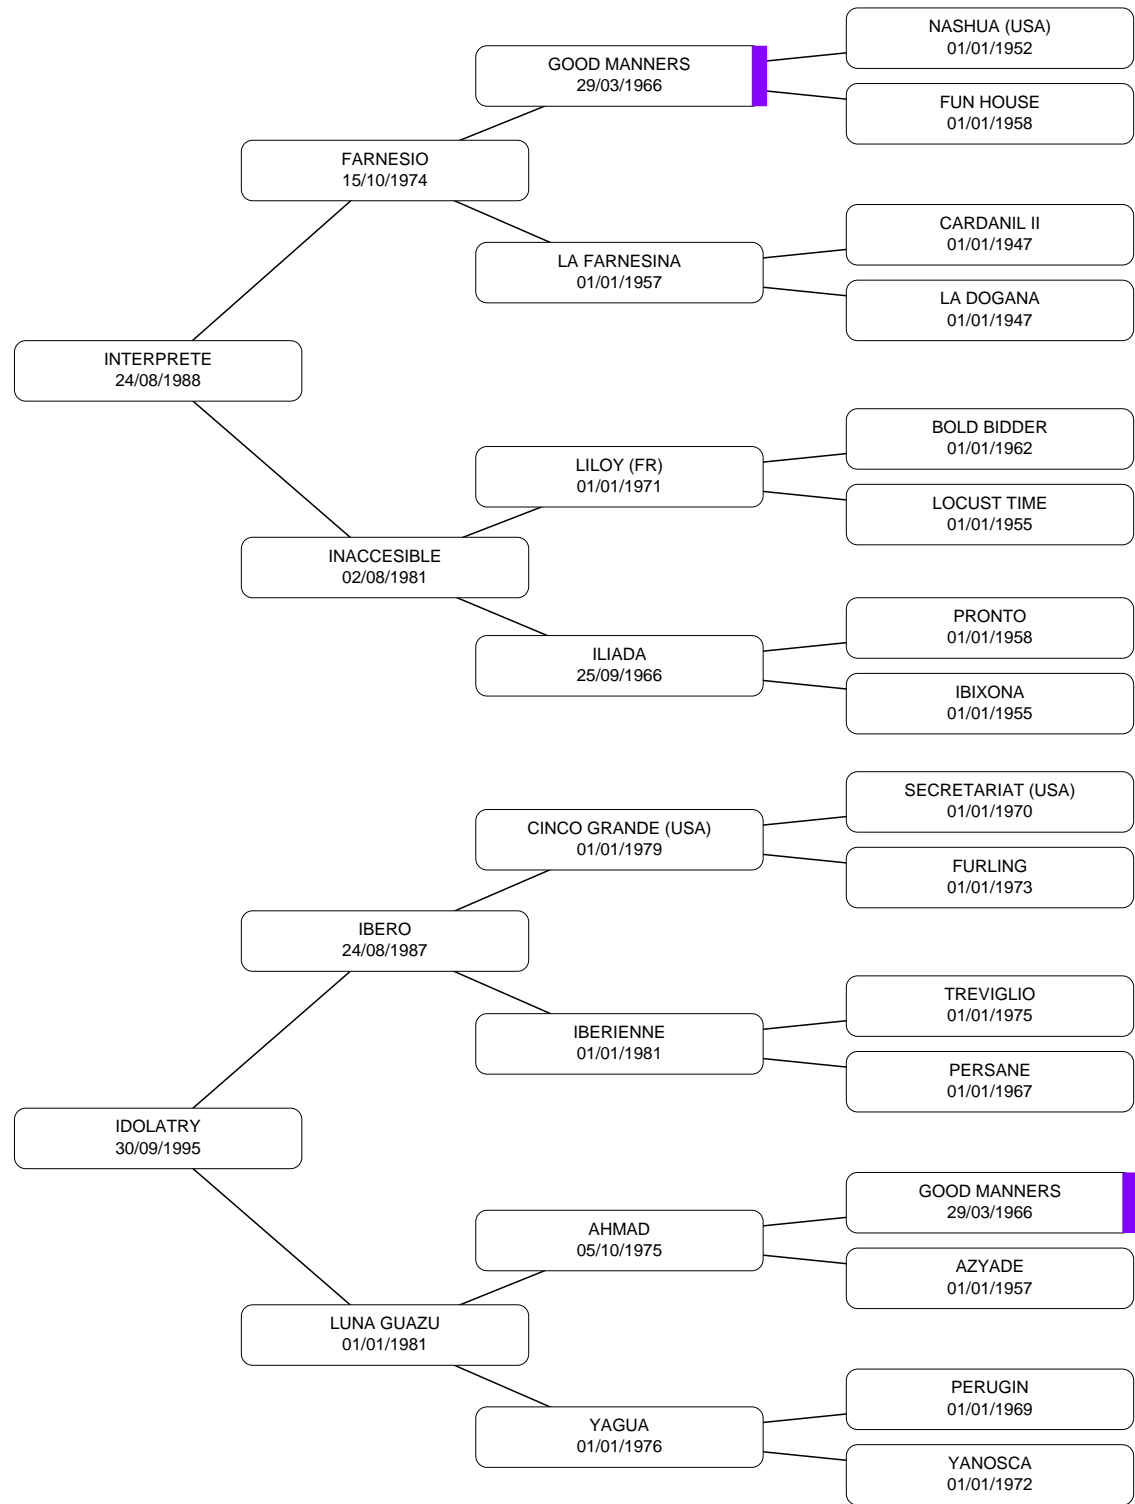 NASHUA (USA)
01/01/1952
GOOD MANNERS
29/03/1966
FUN HOUSE
01/01/1958
FARNESIO
15/10/1974
CARDANIL II
01/01/1947
LA FARNESINA
01/01/1957
LA DOGANA
01/01/1947
INTERPRETE
24/08/1988
BOLD BIDDER
01/01/1962
LILOY (FR)
01/01/1971
LOCUST TIME
01/01/1955
INACCESIBLE
02/08/1981
PRONTO
01/01/1958
ILIADA
25/09/1966
IBIXONA
01/01/1955
SECRETARIAT (USA)
01/01/1970
CINCO GRANDE (USA)
01/01/1979
FURLING
01/01/1973
IBERO
24/08/1987
TREVIGLIO
01/01/1975
IBERIENNE
01/01/1981
PERSANE
01/01/1967
IDOLATRY
30/09/1995
GOOD MANNERS
29/03/1966
AHMAD
05/10/1975
AZYADE
01/01/1957
LUNA GUAZU
01/01/1981
PERUGIN
01/01/1969
YAGUA
01/01/1976
YANOSCA
01/01/1972